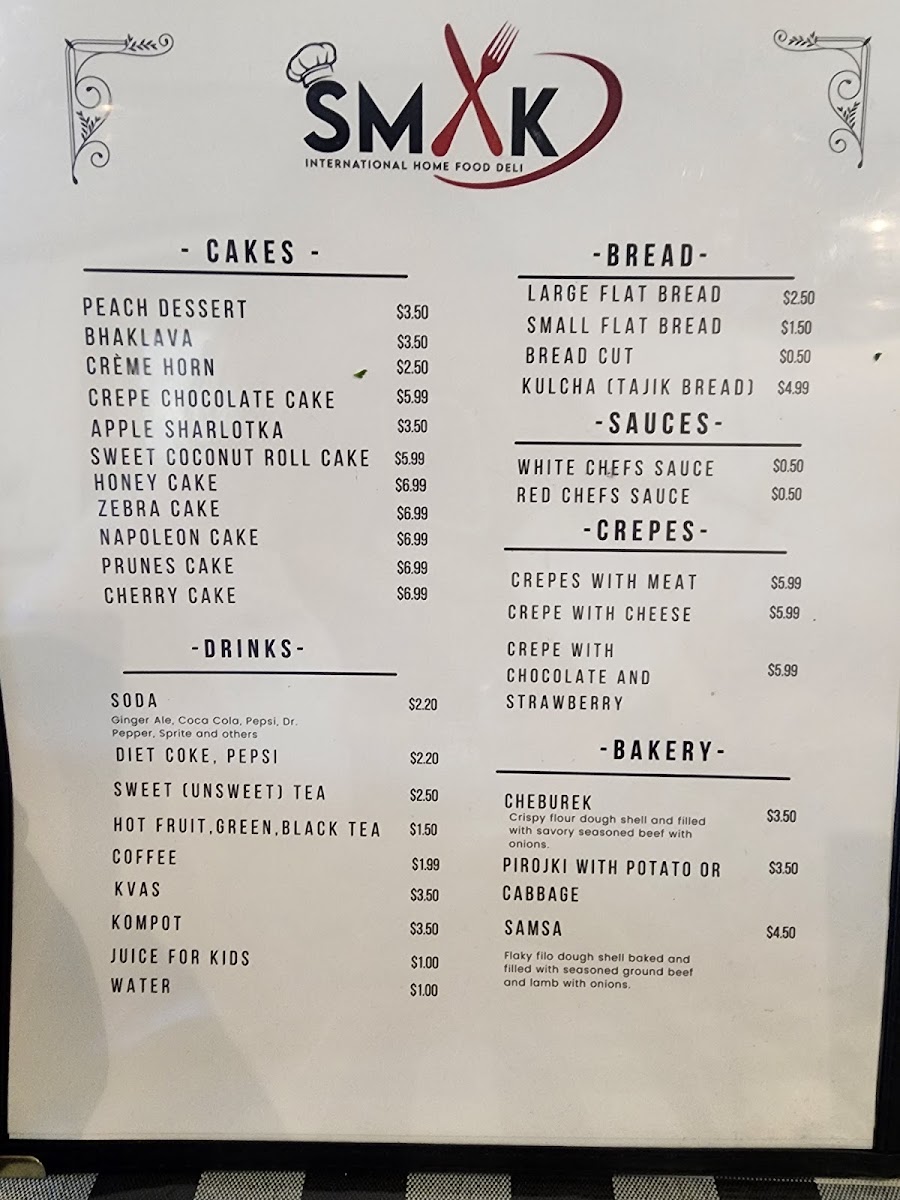 SMAK
INTERNATIONAL HOME FOOD DELI
- CAKES -
PEACH DESSERT $3.50
BHAKLAVA $3.50
CRÈME HORN $2.50
CREPE CHOCOLATE CAKE $5.99
APPLE SHARLOTKA $3.50
SWEET COCONUT ROLL CAKE $5.99
HONEY CAKE $6.99
ZEBRA CAKE $6.99
NAPOLEON CAKE $6.99
PRUNES CAKE $6.99
CHERRY CAKE $6.99
-DRINKS-
SODA $2.20
Ginger Ale, Coca Cola, Pepsi, Dr.
Pepper, Sprite and others
DIET COKE, PEPSI $2.20
SWEET (UNSWEET) TEA $2.50
HOT FRUIT,GREEN,BLACK TEA $1.50
COFFEE $1.99
KVAS $3.50
KOMPOT $3.50
JUICE FOR KIDS $1.00
WATER $1.00
-BREAD-
LARGE FLAT BREAD $2.50
SMALL FLAT BREAD $1.50
BREAD CUT $0.50
KULCHA (TAJIK BREAD) $4.99
-SAUCES-
WHITE CHEFS SAUCE $0.50
RED CHEFS SAUCE $0.50
-CREPES-
CREPES WITH MEAT $5.99
CREPE WITH CHEESE $5.99
CREPE WITH
CHOCOLATE AND $5.99
STRAWBERRY
-BAKERY-
CHEBUREK $3.50
Crispy flour dough shell and filled
with savory seasoned beef with
onions.
PIROJKI WITH POTATO OR $3.50
CABBAGE
SAMSA $4.50
Flaky filo dough shell baked and
filled with seasoned ground beef
and lamb with onions.